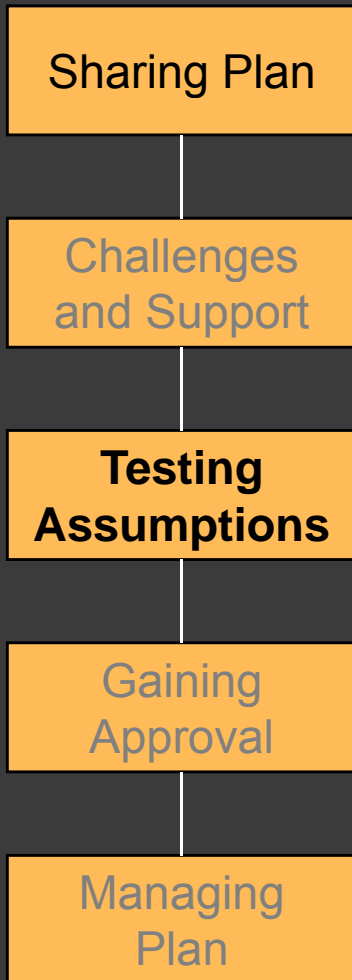 Sharing Plan
Challenges
and Support
Testing
Assumptions
Gaining
Approval
Managing
Plan